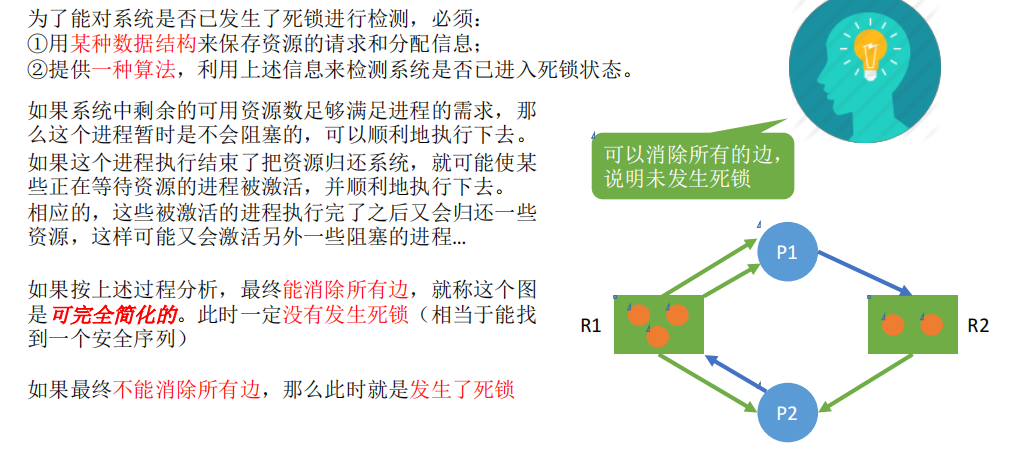 为了能对系统是否已发生了死锁进行检测，必须：
①用某种数据结构来保存资源的请求和分配信息；
②提供一种算法，利用上述信息来检测系统是否已进入死锁状态。
如果系统中剩余的可用资源数足够满足进程的需求，那
么这个进程暂时是不会阻塞的，可以顺利地执行下去。
如果这个进程执行结束了把资源归还系统，就可能使某
些正在等待资源的进程被激活，并顺利地执行下去。
相应的，这些被激活的进程执行完了之后又会归还一些
资源，这样可能又会激活另外一些阻塞的进程…
如果按上述过程分析，最终能消除所有边，就称这个图
是可完全简化的。此时一定没有发生死锁（相当于能找
到一个安全序列）
如果最终不能消除所有边，那么此时就是发生了死锁
可以消除所有的边，
说明未发生死锁
P1
R1
R2
P2